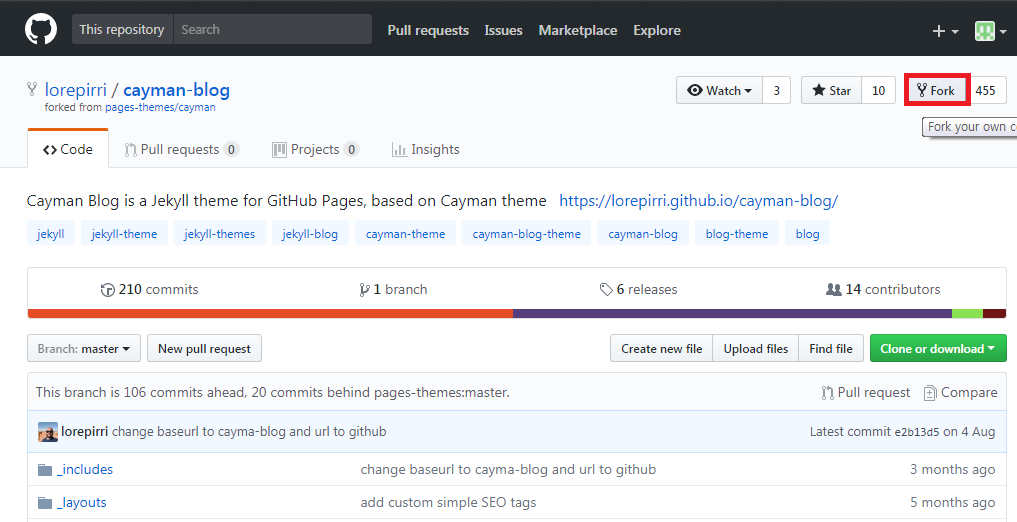 This repository Search Pull requests Issues Marketplace Explore
lorepirri / cayman-blog Watch 3 Star 10 Fork 455
forked from pages-themes/cayman
Fork your own c
Code Pull requests 0 Projects 0 Insights
Cayman Blog is a Jekyll theme for GitHub Pages, based on Cayman theme https://lorepirri.github.io/cayman-blog/
jekyll jekyll-theme jekyll-themes jekyll-blog cayman-theme cayman-blog-theme cayman-blog blog-theme blog
210 commits 1 branch 6 releases 14 contributors
Branch: master New pull request Create new file Upload files Find file Clone or download
This branch is 106 commits ahead, 20 commits behind pages-themes:master. Pull request Compare
lorepirri change baseurl to cayma-blog and url to github Latest commit e2b13d5 on 4 Aug
_includes change baseurl to cayma-blog and url to github 3 months ago
_layouts add custom simple SEO tags 5 months ago